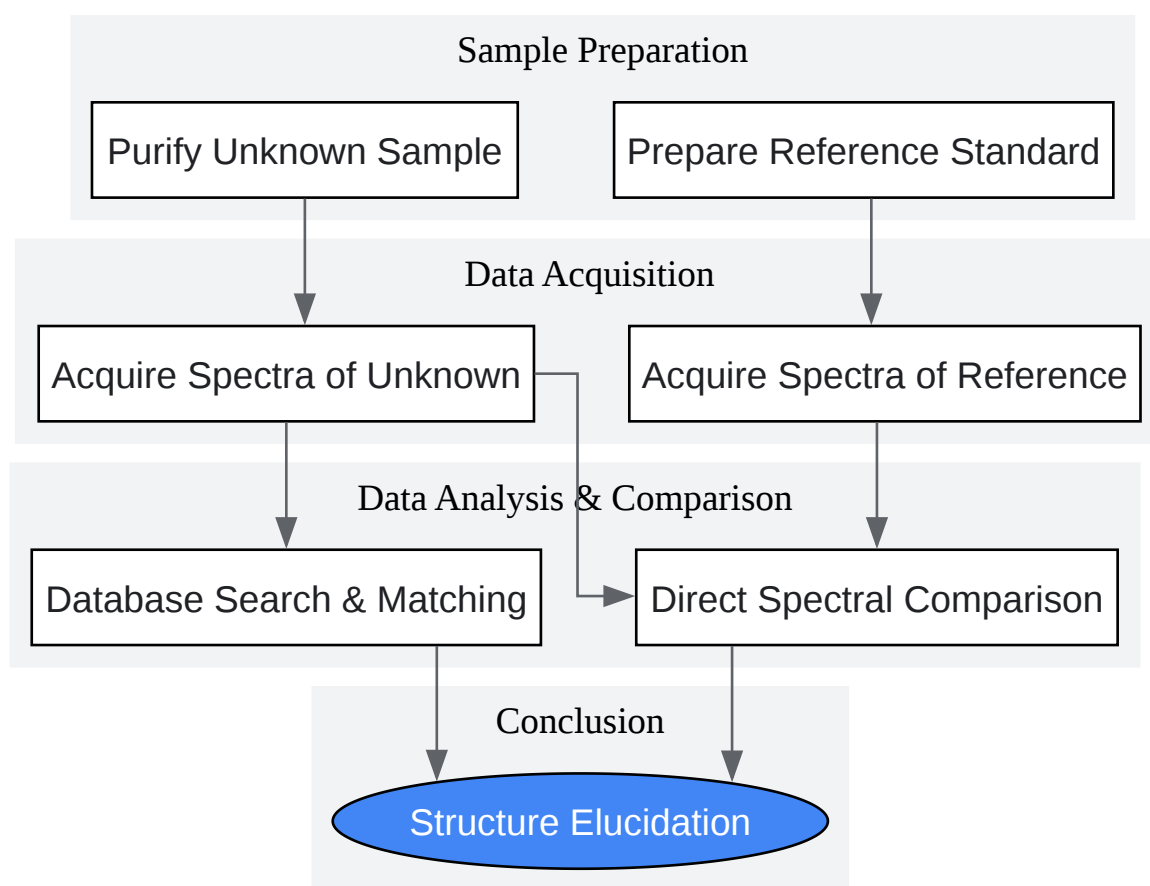 Sample Preparation
Purify Unknown Sample
Prepare Reference Standard
Data Acquisition
Acquire Spectra of Unknown
Acquire Spectra of Reference
Data Analysis & Comparison
Database Search & Matching
Direct Spectral Comparison
Conclusion
Structure Elucidation